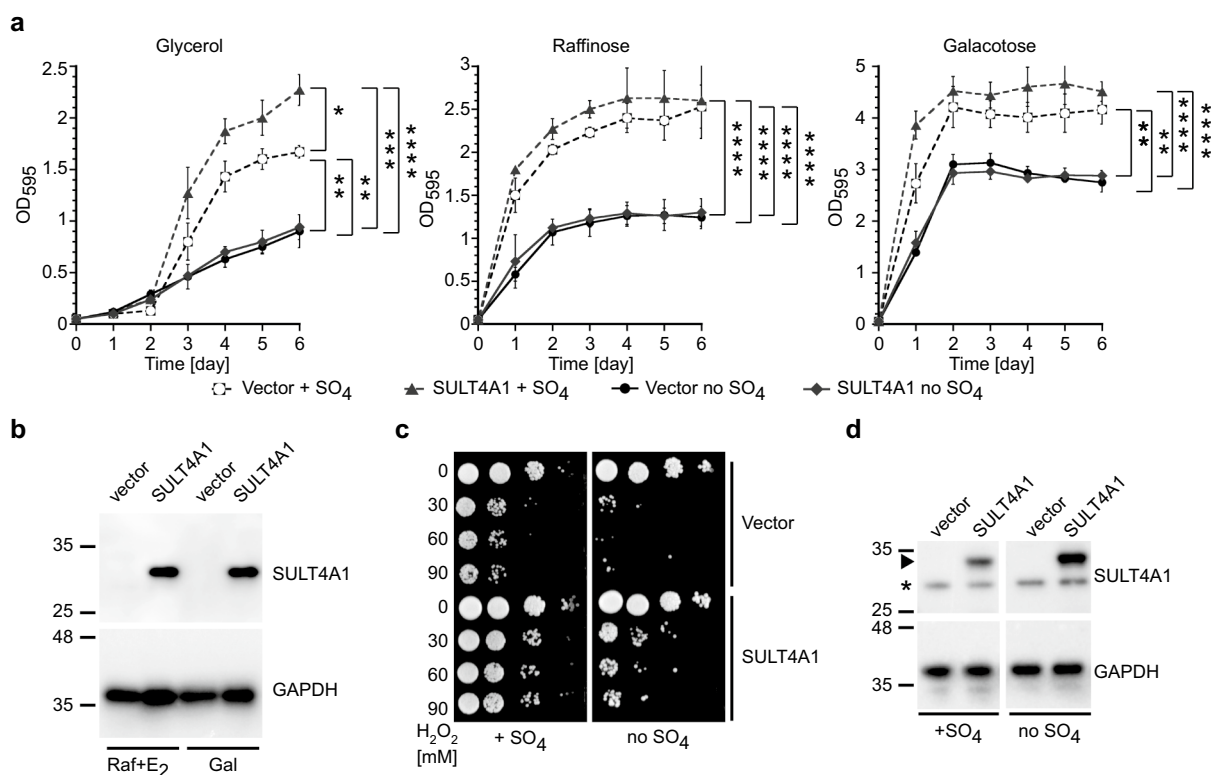 a
Glycerol
Raffinose
Galacotose
OD595
2.5
2
1.5
1
0.5
0
0 1 2 3 4 5 6
Time [day]
*
**
**
***
****
OD595
3
2.5
2
1.5
1
0.5
0
0 1 2 3 4 5 6
Time [day]
****
****
****
****
OD595
5
4
3
2
1
0
0 1 2 3 4 5 6
Time [day]
**
**
****
****
Vector + SO4
SULT4A1 + SO4
Vector no SO4
SULT4A1 no SO4
b
vector
SULT4A1
vector
SULT4A1
35
25
SULT4A1
48
35
GAPDH
Raf+E2
Gal
c
0
30
60
90
Vector
0
30
60
90
SULT4A1
H2O2
[mM]
+ SO4
no SO4
d
vector
SULT4A1
vector
SULT4A1
35
*
25
SULT4A1
48
35
GAPDH
+SO4
no SO4